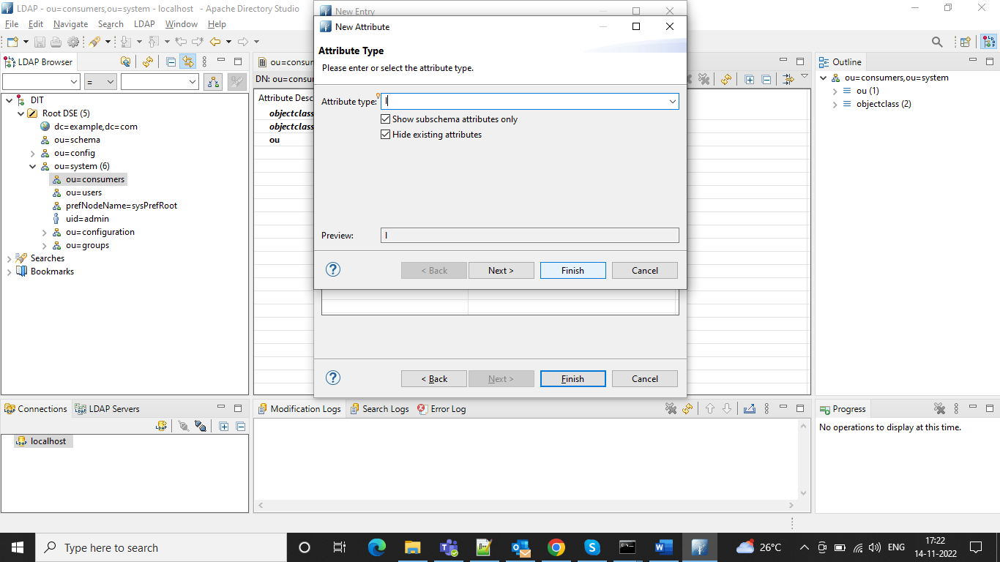 LDAP - ou=consumers,ou=system - localhost - Apache Directory Studio
File Edit Navigate Search LDAP Window Help
LDAP Browser
=
DIT
Root DSE (5)
dc=example,dc=com
ou=schema
ou=config
ou=system (6)
ou=consumers
ou=users
prefNodeName=sysPrefRoot
uid=admin
ou=configuration
ou=groups
Searches
Bookmarks
Connections
LDAP Servers
localhost
ou=consum
DN: ou=consu
Attribute Desc
objectclass
objectclass
ou
New Entry
New Attribute
Attribute Type
Please enter or select the attribute type.
Attribute type: l
Show subschema attributes only
Hide existing attributes
Preview: l
< Back Next > Finish Cancel
< Back Next > Finish Cancel
Modification Logs
Search Logs
Error Log
Outline
ou=consumers,ou=system
ou (1)
objectclass (2)
Progress
No operations to display at this time.
Type here to search
26°C
ENG
17:22
14-11-2022